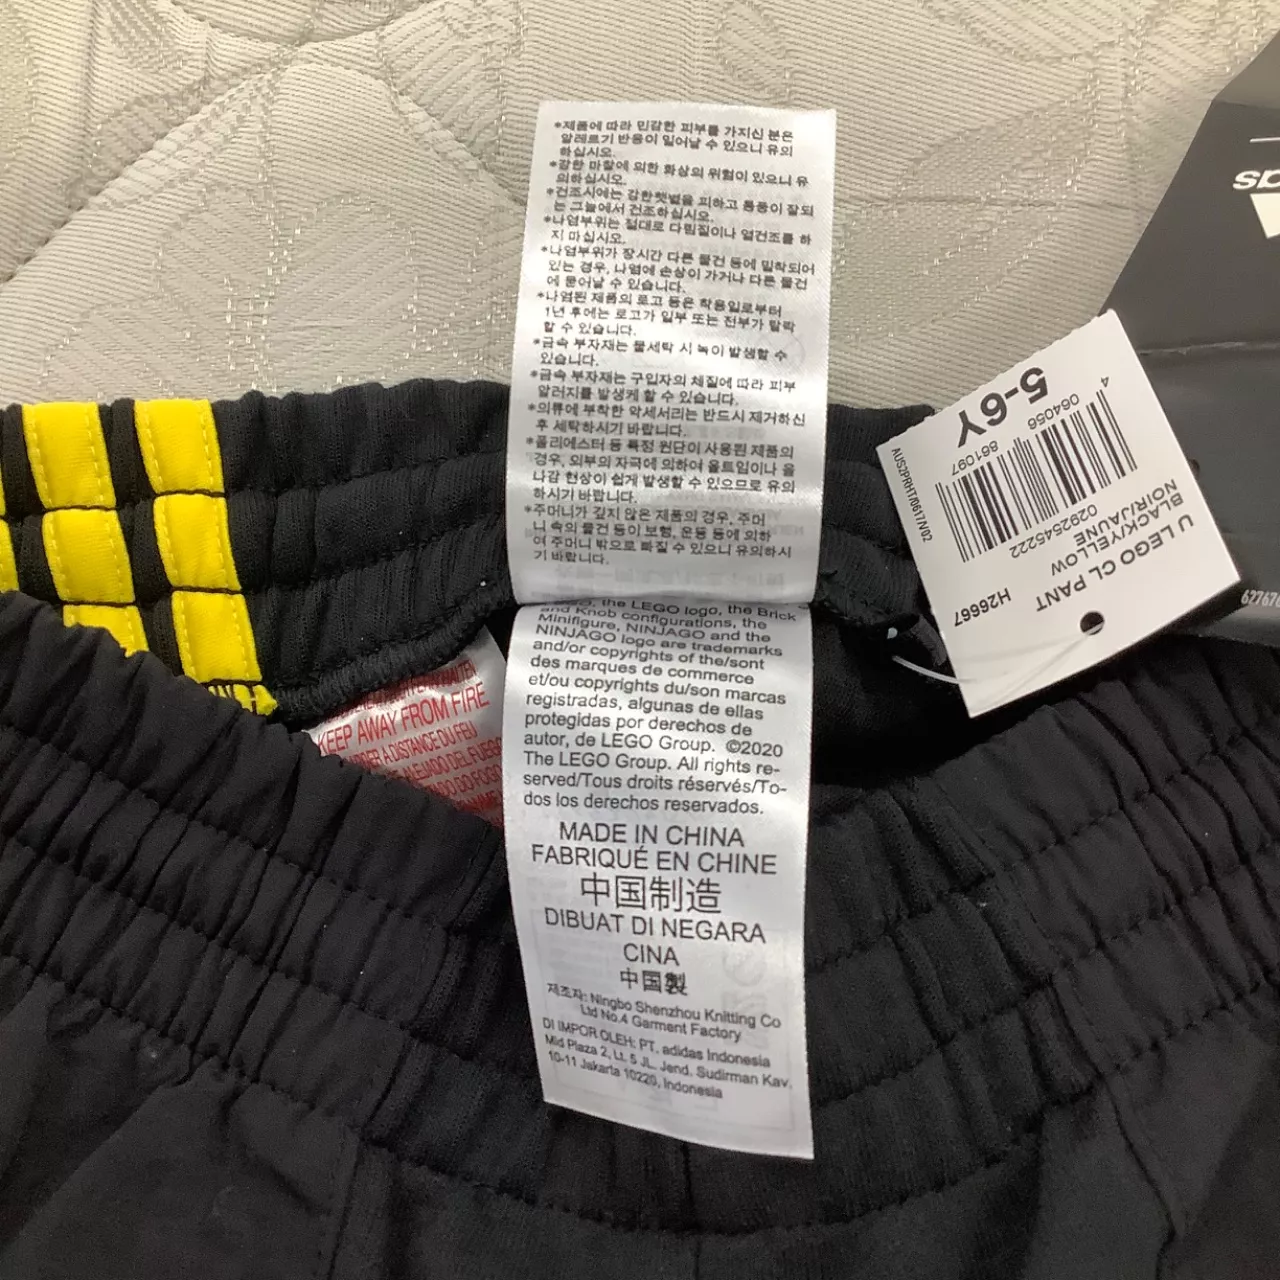 *제품에 따라 민감한 피부를 가지신 분은
알레르기 반응이 일어날 수 있으니 유의
하십시오.
*강한 마찰에 의한 화상의 위험이 있으니 유
의하십시오.
*건조시에는 강한햇볕을 피하고 통풍이 잘되
는 그늘에서 건조하십시오.
*나염부위는 절대로 다림질이나 열건조를 하
지 마십시오.
*나염부위가 장시간 다른 물건 등에 밀착되어
있는 경우, 나염에 손상이 가거나 다른 물건
에 묻어날 수 있습니다.
*나염된 제품의 로고 등은 착용일로부터
1년 후에는 로고가 일부 또는 전부가 탈락
할 수 있습니다.
*금속 부자재는 물세탁 시 녹이 발생할 수
있습니다.
*금속 부자재는 구입자의 체질에 따라 피부
알러지를 발생케 할 수 있습니다.
*의류에 부착한 악세서리는 반드시 제거하신
후 세탁하시기 바랍니다.
*폴리에스터 등 특정 원단이 사용된 제품의
경우, 외부의 자극에 의하여 올트임이나 올
나감 현상이 쉽게 발생할 수 있으므로 유의
하시기 바랍니다.
*주머니가 깊지 않은 제품의 경우, 주머
니 속의 물건 등이 보행, 운동 등에 의하
여 주머니 밖으로 빠질 수 있으니 유의하시
기 바랍니다.
the LEGO logo, the Brick
and Knob configurations, the
Minifigure, NINJAGO and the
NINJAGO logo are trademarks
and/or copyrights of the/sont
des marques de commerce
et/ou copyrights du/son marcas
registradas, algunas de ellas
protegidas por derechos de
autor, de LEGO Group. ©2020
The LEGO Group. All rights re-
served/Tous droits réservés/To-
dos los derechos reservados.
MADE IN CHINA
FABRIQUÉ EN CHINE
中国制造
DIBUAT DI NEGARA
CINA
中国製
제조자: Ningbo Shenzhou Knitting Co
Ltd No.4 Garment Factory
DI IMPOR OLEH: PT. adidas Indonesia
Mid Plaza 2, Lt. 5 JL. Jend. Sudirman Kav.
10-11 Jakarta 10220, Indonesia
KEEP AWAY FROM FIRE
A DISTANCE DU FEU
ALEJADO DEL FUEGO
DO FOGO
U LEGO CL PANT
BLACK/YELLOW
NOIR/JAUNE
H26667
0292545222
861097
064056
A
5-6Y
AUS2PRHT/0617/V02